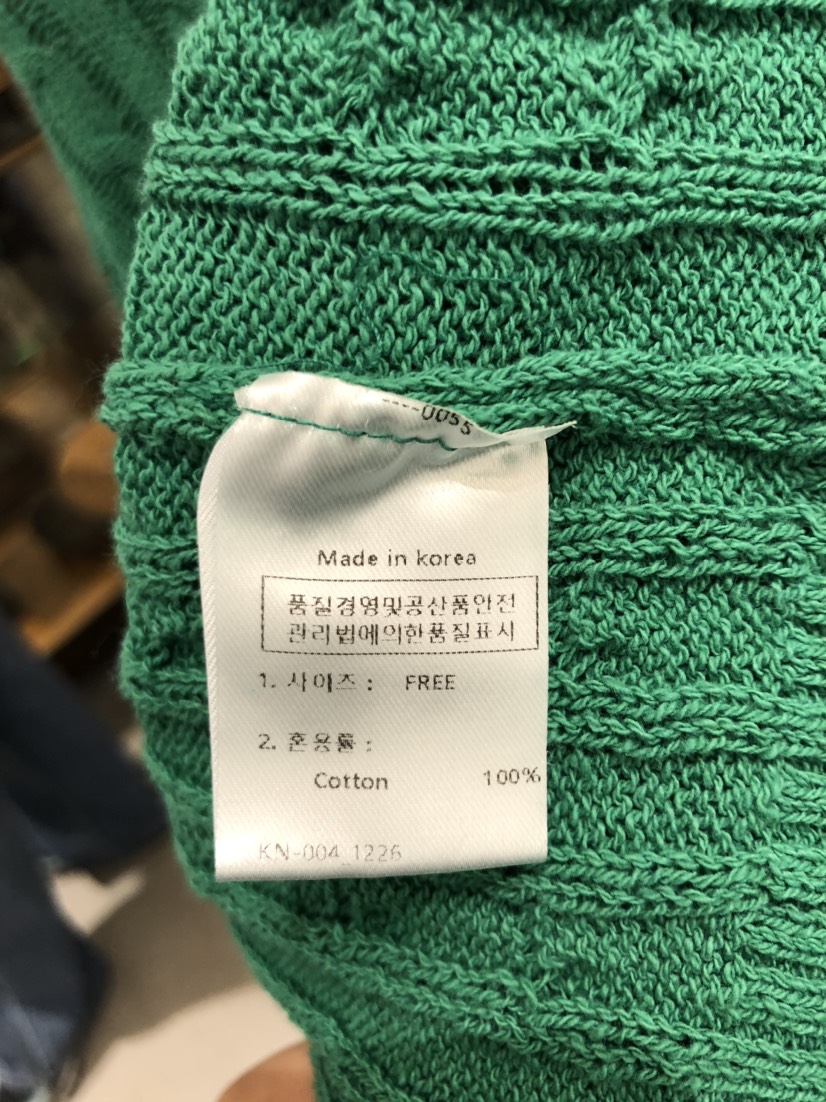 0055
Made in korea
품질경영및공산품안전
관리법에의한품질표시
1. 사이즈 : FREE
2. 혼용률 :
Cotton 100%
KN-004 1226